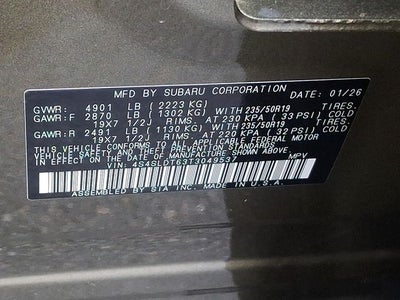 MFD BY SUBARU CORPORATION 01/26
GVWR: 4901 LB (2223 KG) TIRES.
GAWR:F 2870 LB (1302 KG) WITH 235/50R19
19X7 1/2J RIMS. AT 230 KPA (33 PSI) COLD.
GAWR:R 2491 LB (1130 KG) WITH 235/50R19 TIRES.
19X7 1/2J RIMS. AT 220 KPA (32 PSI) COLD.
THIS VEHICLE CONFORMS TO ALL APPLICABLE FEDERAL MOTOR
VEHICLE SAFETY AND THEFT PREVENTION STANDARDS IN EFFECT
ON THE DATE OF MANUFACTURE SHOWN ABOVE.
VIN: 4S4SLDT63T3049537 MPV
ASSEMBLED BY SIA INC. MADE IN U.S.A.